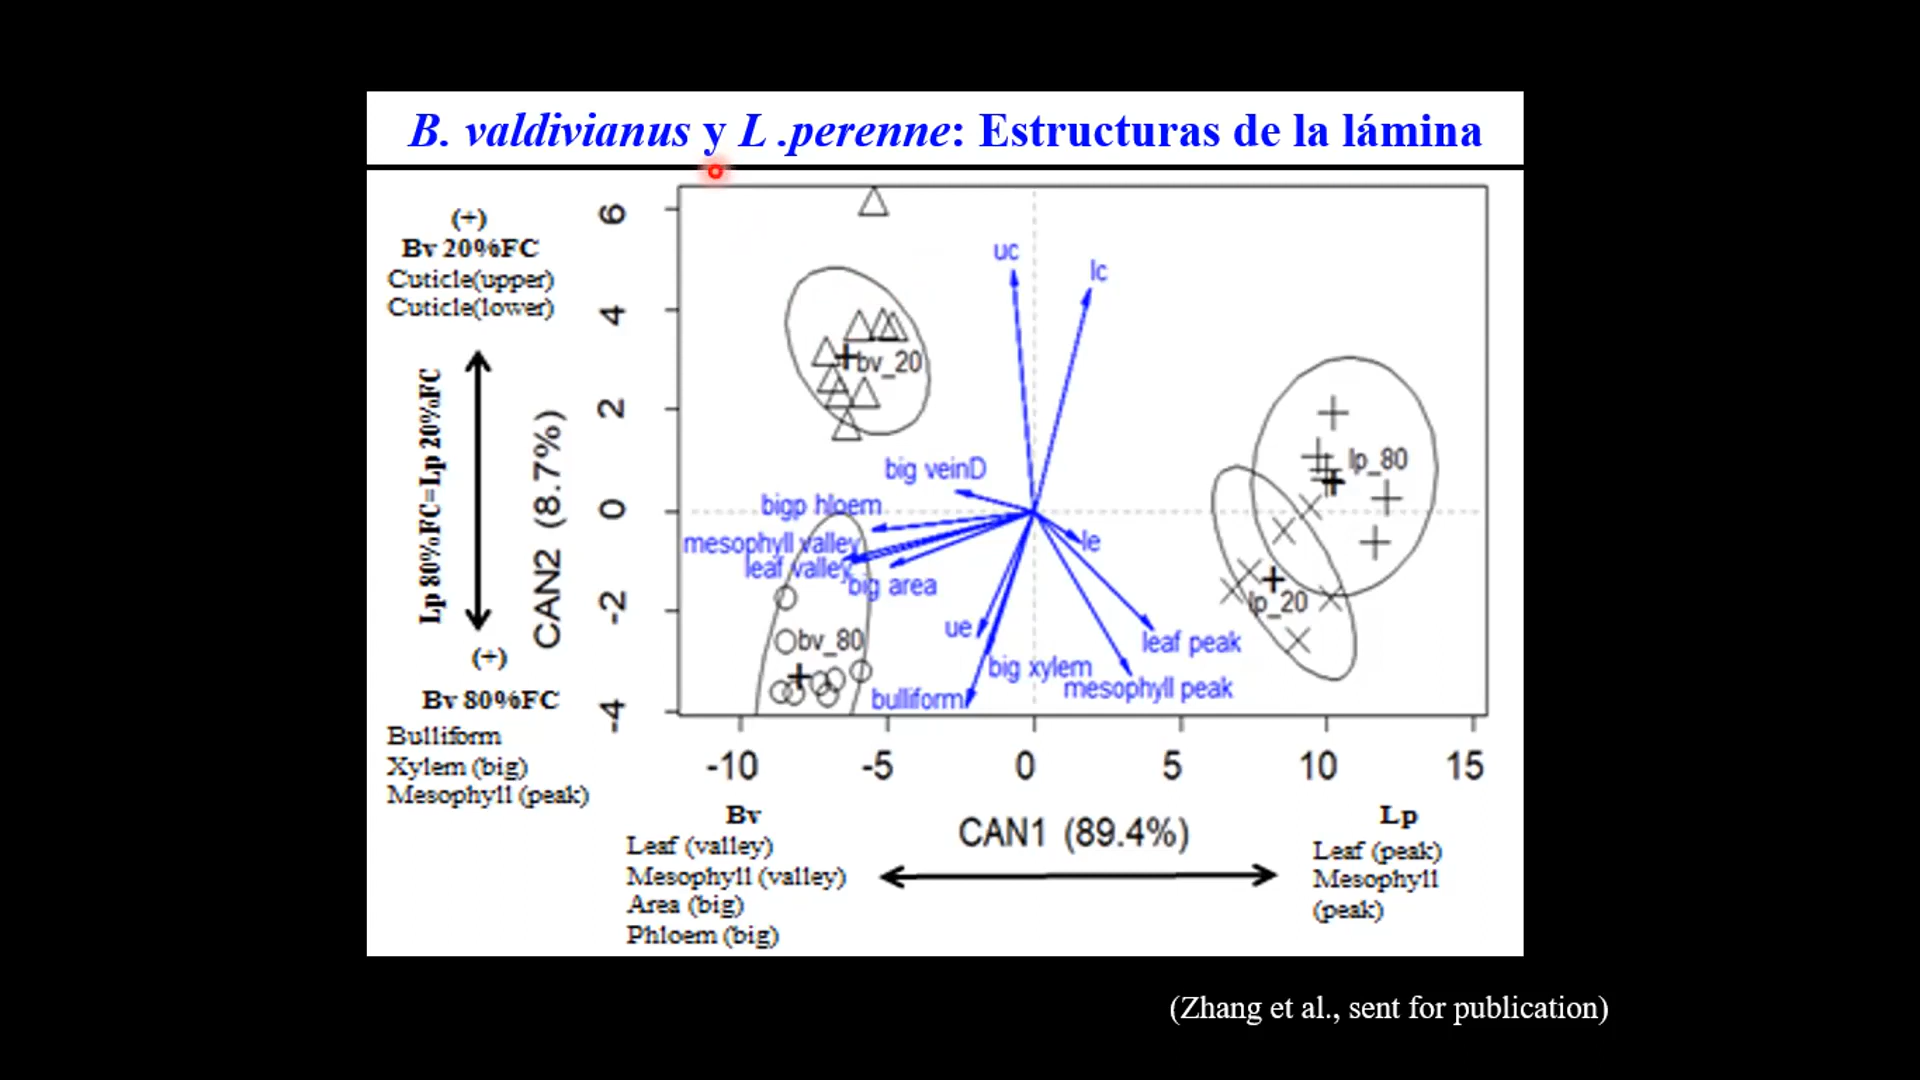 B. valdivianus y L .perenne: Estructuras de la lámina
(+)
Bv 20%FC
Cuticle(upper)
Cuticle(lower)
Lp 80%FC=Lp 20%FC
(+)
Bv 80%FC
Bulliform
Xylem (big)
Mesophyll (peak)
CAN2 (8.7%)
6
4
2
0
-2
-4
uc
lc
bv_20
big veinD
bigp hloem
mesophyll valley
leaf valley
big area
lp_80
le
lp_20
ue
bv_80
leaf peak
big xylem
mesophyll peak
bulliform
-10
-5
0
5
10
15
CAN1 (89.4%)
Bv
Leaf (valley)
Mesophyll (valley)
Area (big)
Phloem (big)
Lp
Leaf (peak)
Mesophyll
(peak)
(Zhang et al., sent for publication)